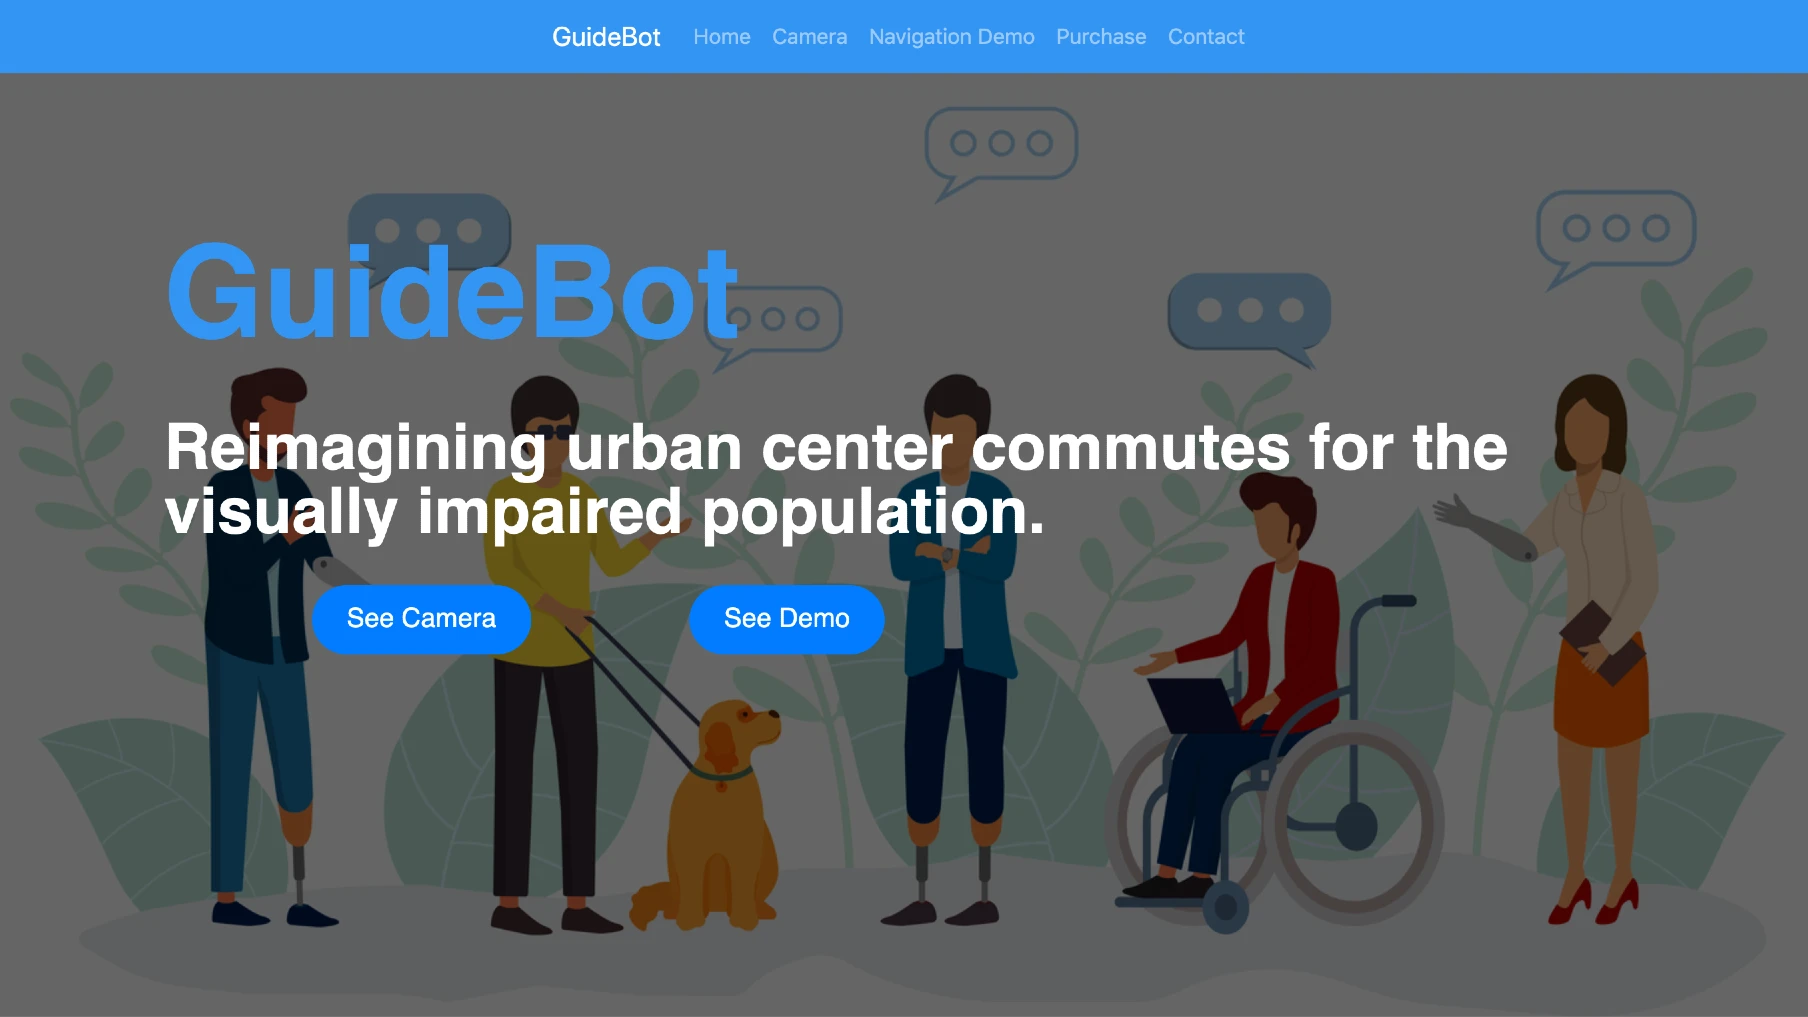 GuideBot Home Camera Navigation Demo Purchase Contact
GuideBot
Reimagining urban center commutes for the
visually impaired population.
See Camera See Demo